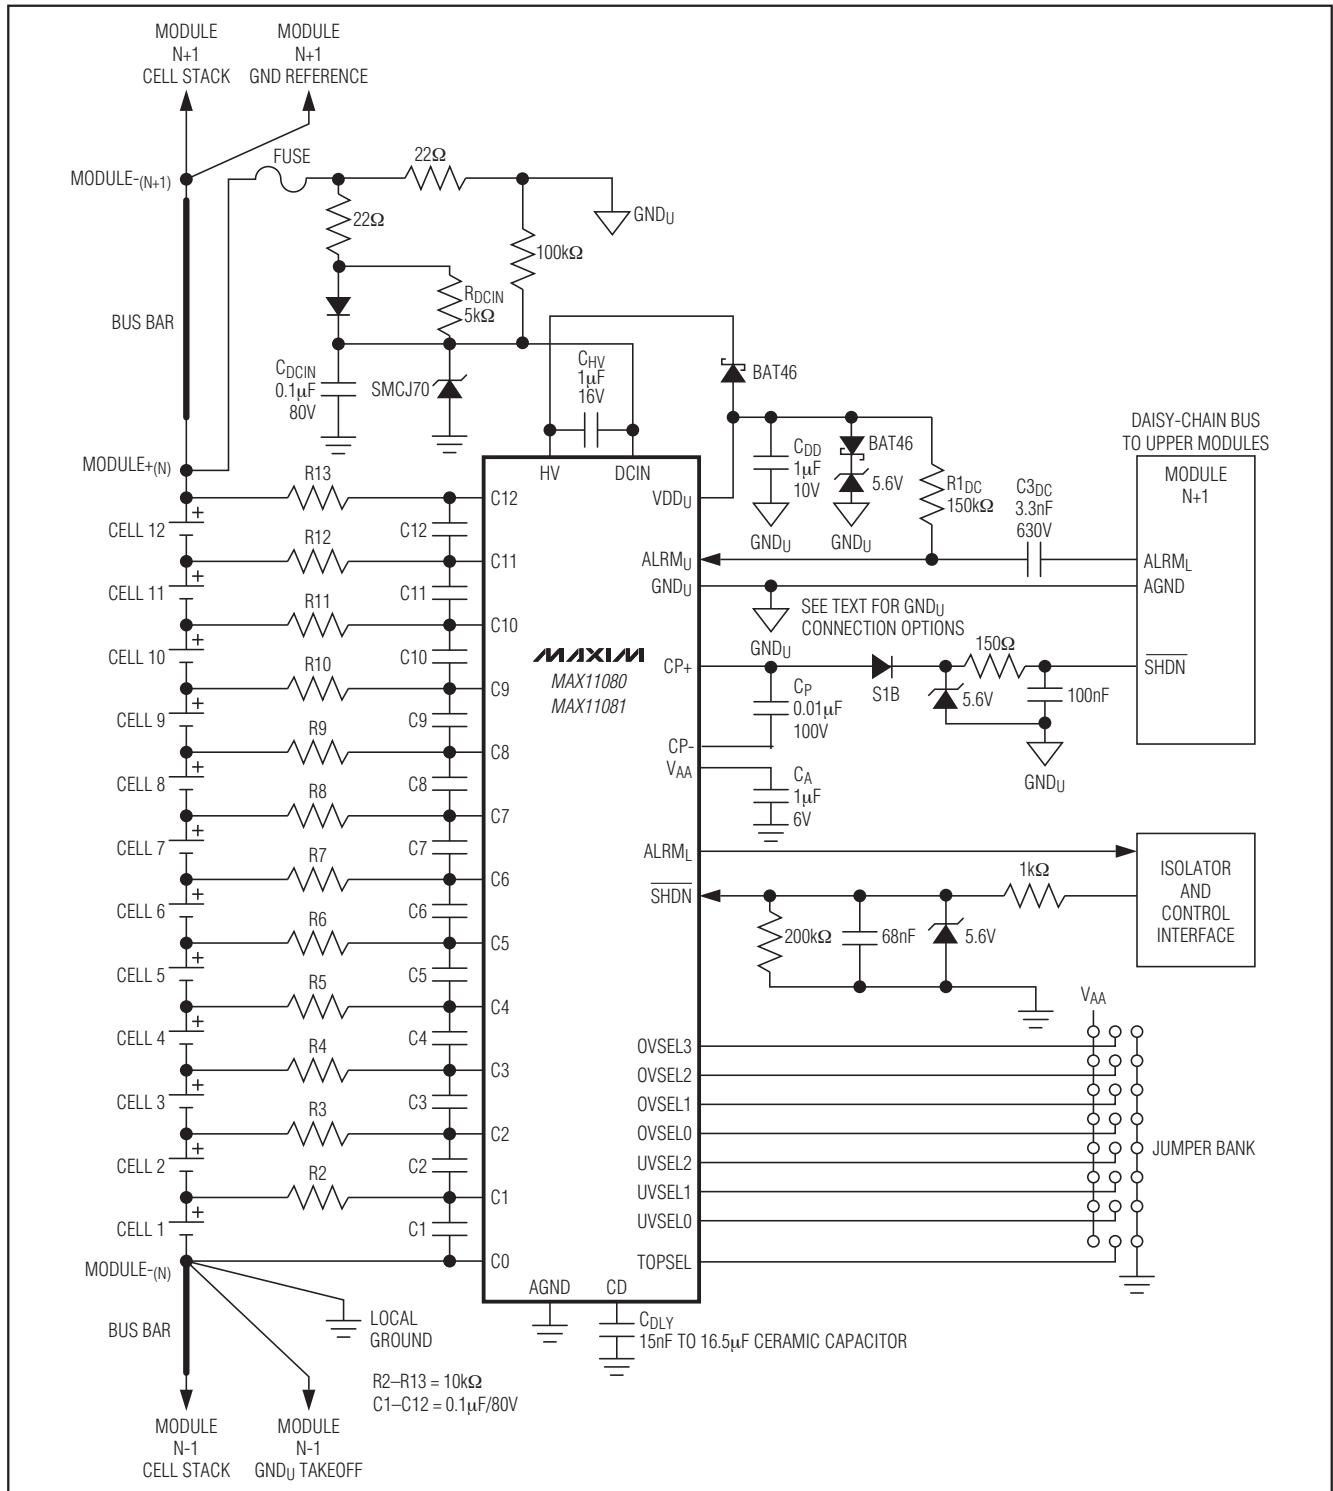 MODULE
N+1
CELL STACK
MODULE
N+1
GND REFERENCE
MODULE-(N+1)
FUSE
22Ω
22Ω
GNDU
100kΩ
RDCIN
5kΩ
BUS BAR
CDCIN
0.1µF
80V
SMCJ70
CHV
1µF
16V
BAT46
MODULE+(N)
HV
DCIN
CDD
1µF
10V
BAT46
5.6V
GNDU
GNDU
R1DC
150kΩ
C3DC
3.3nF
630V
DAISY-CHAIN BUS
TO UPPER MODULES
MODULE
N+1
ALRML
AGND
SHDN
R13
C12
VDDU
CELL 12
+
C12
R12
C11
ALRMU
CELL 11
+
C11
GNDU
R11
C10
GNDU
SEE TEXT FOR GNDU
CONNECTION OPTIONS
CELL 10
+
C10
MAXIM
MAX11080
MAX11081
R10
C9
CP+
CP
0.01µF
100V
S1B
5.6V
150Ω
100nF
GNDU
CELL 9
+
C9
R9
C8
CP-
VAA
CA
1µF
6V
CELL 8
+
C8
R8
C7
CELL 7
+
C7
ALRML
R7
C6
SHDN
1kΩ
ISOLATOR
AND
CONTROL
INTERFACE
CELL 6
+
C6
200kΩ
68nF
5.6V
R6
C5
CELL 5
+
C5
R5
C4
VAA
CELL 4
+
C4
OVSEL3
R4
C3
OVSEL2
CELL 3
+
C3
OVSEL1
R3
C2
OVSEL0
JUMPER BANK
CELL 2
+
C2
UVSEL2
R2
C1
UVSEL1
CELL 1
+
C1
UVSEL0
MODULE-(N)
C0
TOPSEL
AGND
CD
LOCAL
GROUND
BUS BAR
CDLY
15nF TO 16.5µF CERAMIC CAPACITOR
R2–R13 = 10kΩ
C1–C12 = 0.1µF/80V
MODULE
N-1
CELL STACK
MODULE
N-1
GNDU TAKEOFF